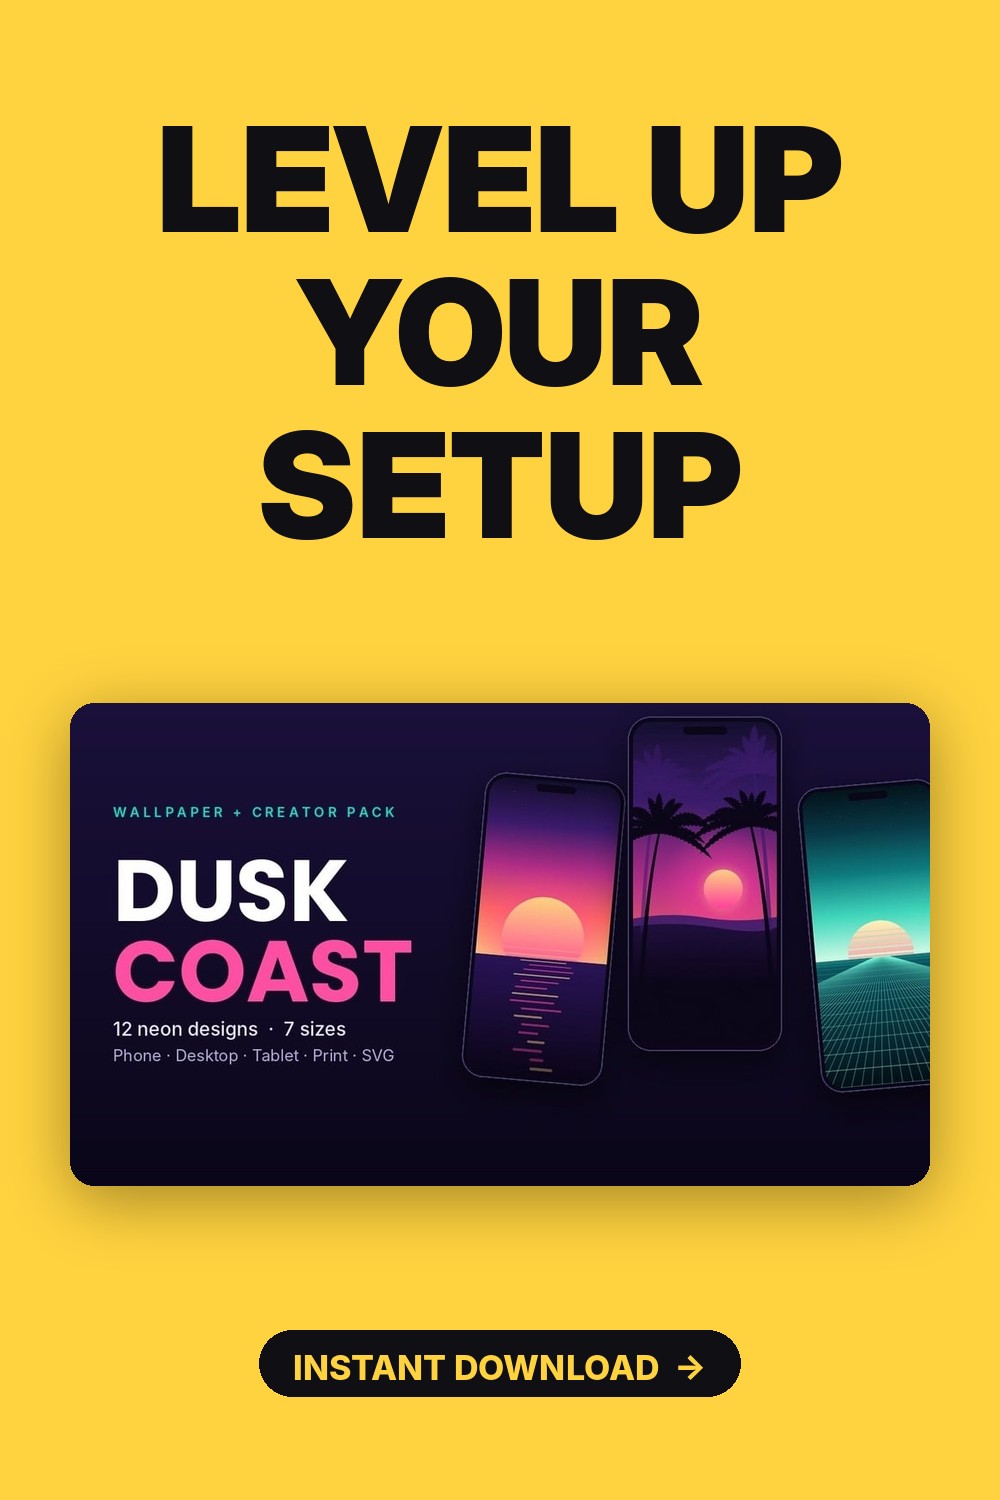 LEVEL UP
YOUR
SETUP
WALLPAPER + CREATOR PACK
DUSK
COAST
12 neon designs · 7 sizes
Phone · Desktop · Tablet · Print · SVG
INSTANT DOWNLOAD →